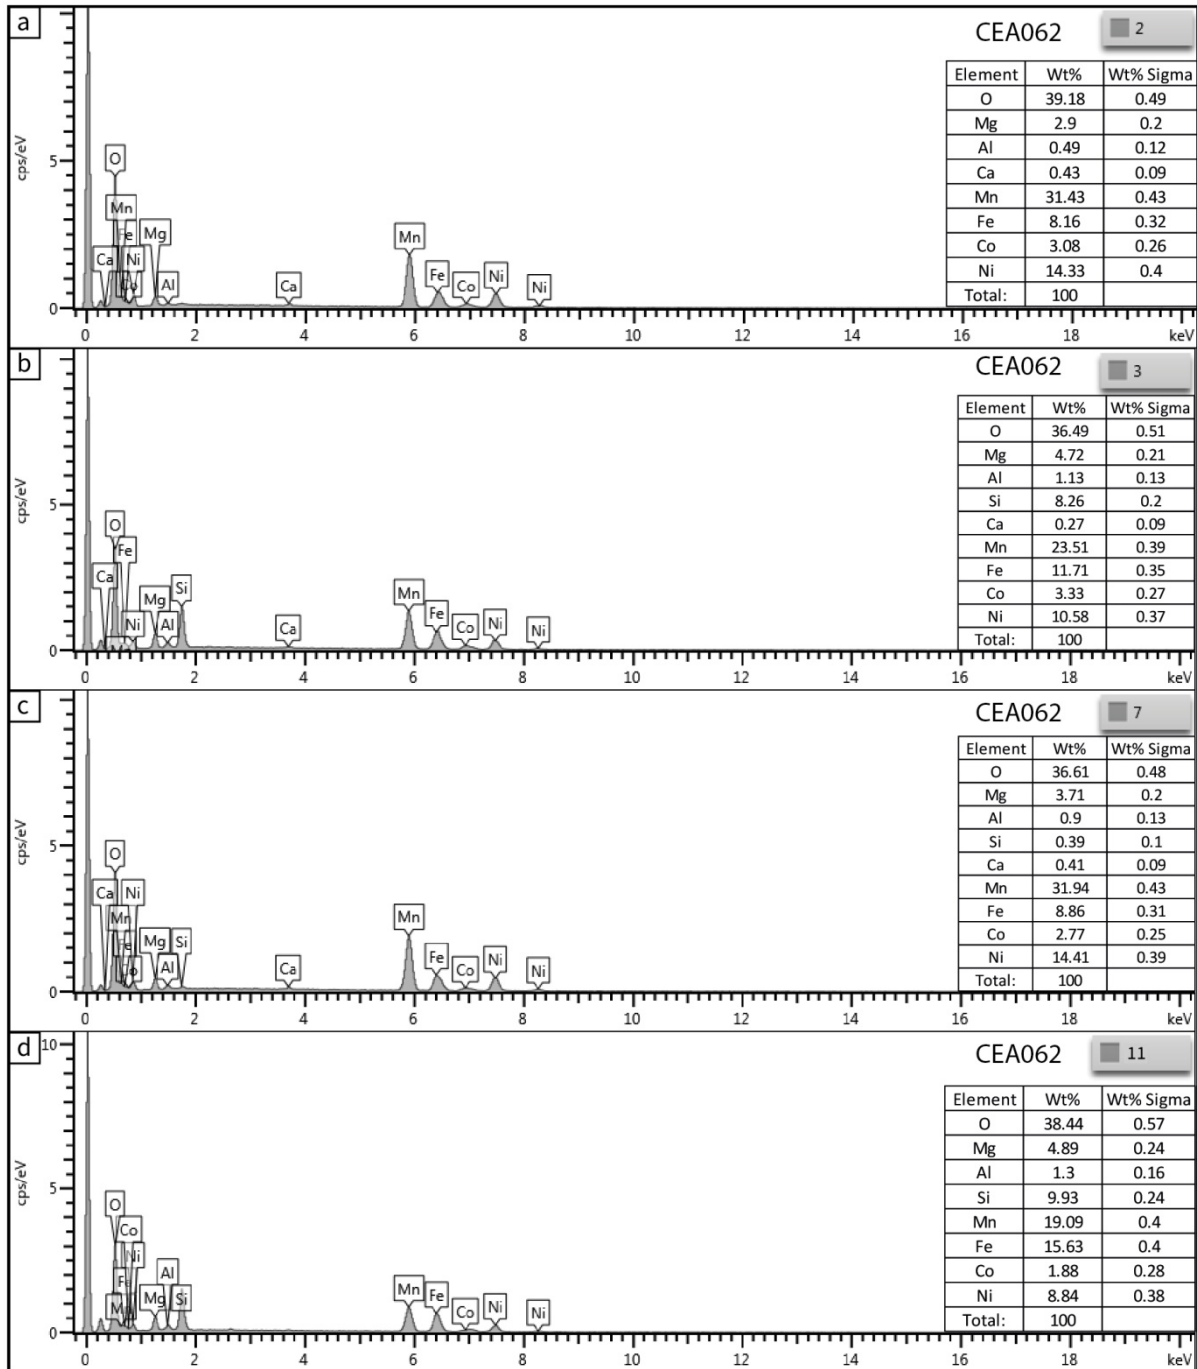 a
CEA062 2
Element Wt% Wt% Sigma
O 39.18 0.49
Mg 2.9 0.2
Al 0.49 0.12
Ca 0.43 0.09
Mn 31.43 0.43
Fe 8.16 0.32
Co 3.08 0.26
Ni 14.33 0.4
Total: 100
cps/eV
5
0
O
Mn
Fe
Ca Ni Mg
Co Al
Ca
Mn
Fe
Co
Ni
Ni
0 2 4 6 8 10 12 14 16 18 keV
b
CEA062 3
Element Wt% Wt% Sigma
O 36.49 0.51
Mg 4.72 0.21
Al 1.13 0.13
Si 8.26 0.2
Ca 0.27 0.09
Mn 23.51 0.39
Fe 11.71 0.35
Co 3.33 0.27
Ni 10.58 0.37
Total: 100
cps/eV
5
0
O
Fe
Ca
Ni
Mg
Al
Si
Ca
Mn
Fe
Co
Ni
Ni
0 2 4 6 8 10 12 14 16 18 keV
c
CEA062 7
Element Wt% Wt% Sigma
O 36.61 0.48
Mg 3.71 0.2
Al 0.9 0.13
Si 0.39 0.1
Ca 0.41 0.09
Mn 31.94 0.43
Fe 8.86 0.31
Co 2.77 0.25
Ni 14.41 0.39
Total: 100
cps/eV
5
0
O
Ca Ni
Mn
Fe
Co
Mg
Al
Si
Ca
Mn
Fe
Co
Ni
Ni
0 2 4 6 8 10 12 14 16 18 keV
d
CEA062 11
Element Wt% Wt% Sigma
O 38.44 0.57
Mg 4.89 0.24
Al 1.3 0.16
Si 9.93 0.24
Mn 19.09 0.4
Fe 15.63 0.4
Co 1.88 0.28
Ni 8.84 0.38
Total: 100
cps/eV
10
5
0
O
Co
Ni
Fe
Mn
Mg
Al
Si
Mn
Fe
Co
Ni
Ni
0 2 4 6 8 10 12 14 16 18 keV